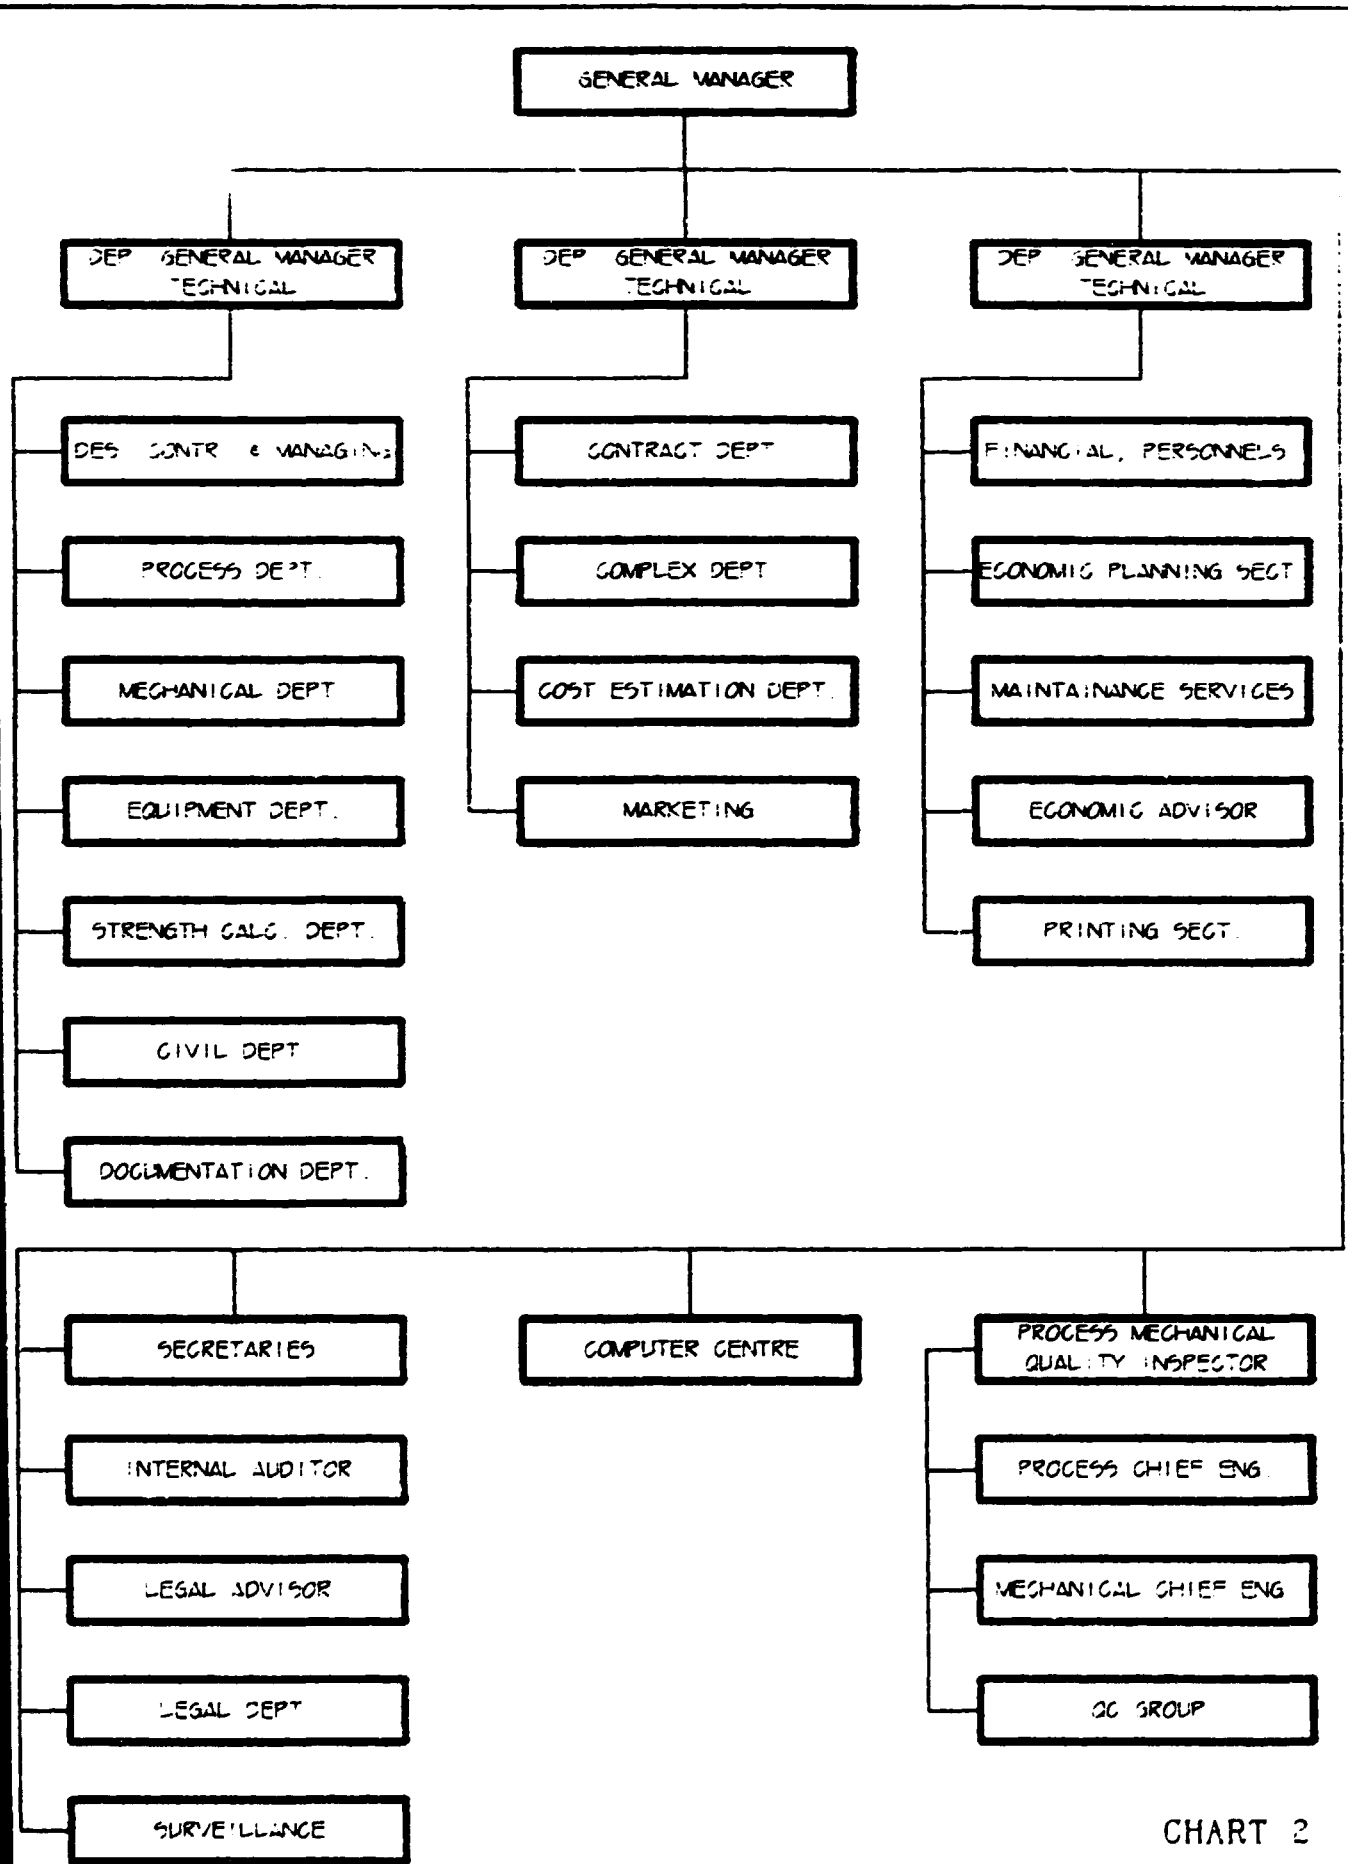 GENERAL MANAGER
DEP GENERAL MANAGER
TECHNICAL
DEP GENERAL MANAGER
TECHNICAL
DEP GENERAL MANAGER
TECHNICAL
DES CONTR & MANAGING
PROCESS DEPT.
MECHANICAL DEPT
EQUIPMENT DEPT.
STRENGTH CALC. DEPT.
CIVIL DEPT
DOCUMENTATION DEPT.
CONTRACT DEPT
COMPLEX DEPT
COST ESTIMATION DEPT.
MARKETING
FINANCIAL, PERSONNELS
ECONOMIC PLANNING SECT
MAINTAINANCE SERVICES
ECONOMIC ADVISOR
PRINTING SECT.
SECRETARIES
INTERNAL AUDITOR
LEGAL ADVISOR
LEGAL DEPT
SURVEILLANCE
COMPUTER CENTRE
PROCESS MECHANICAL
QUALITY INSPECTOR
PROCESS CHIEF ENG.
MECHANICAL CHIEF ENG
QC GROUP
CHART 2